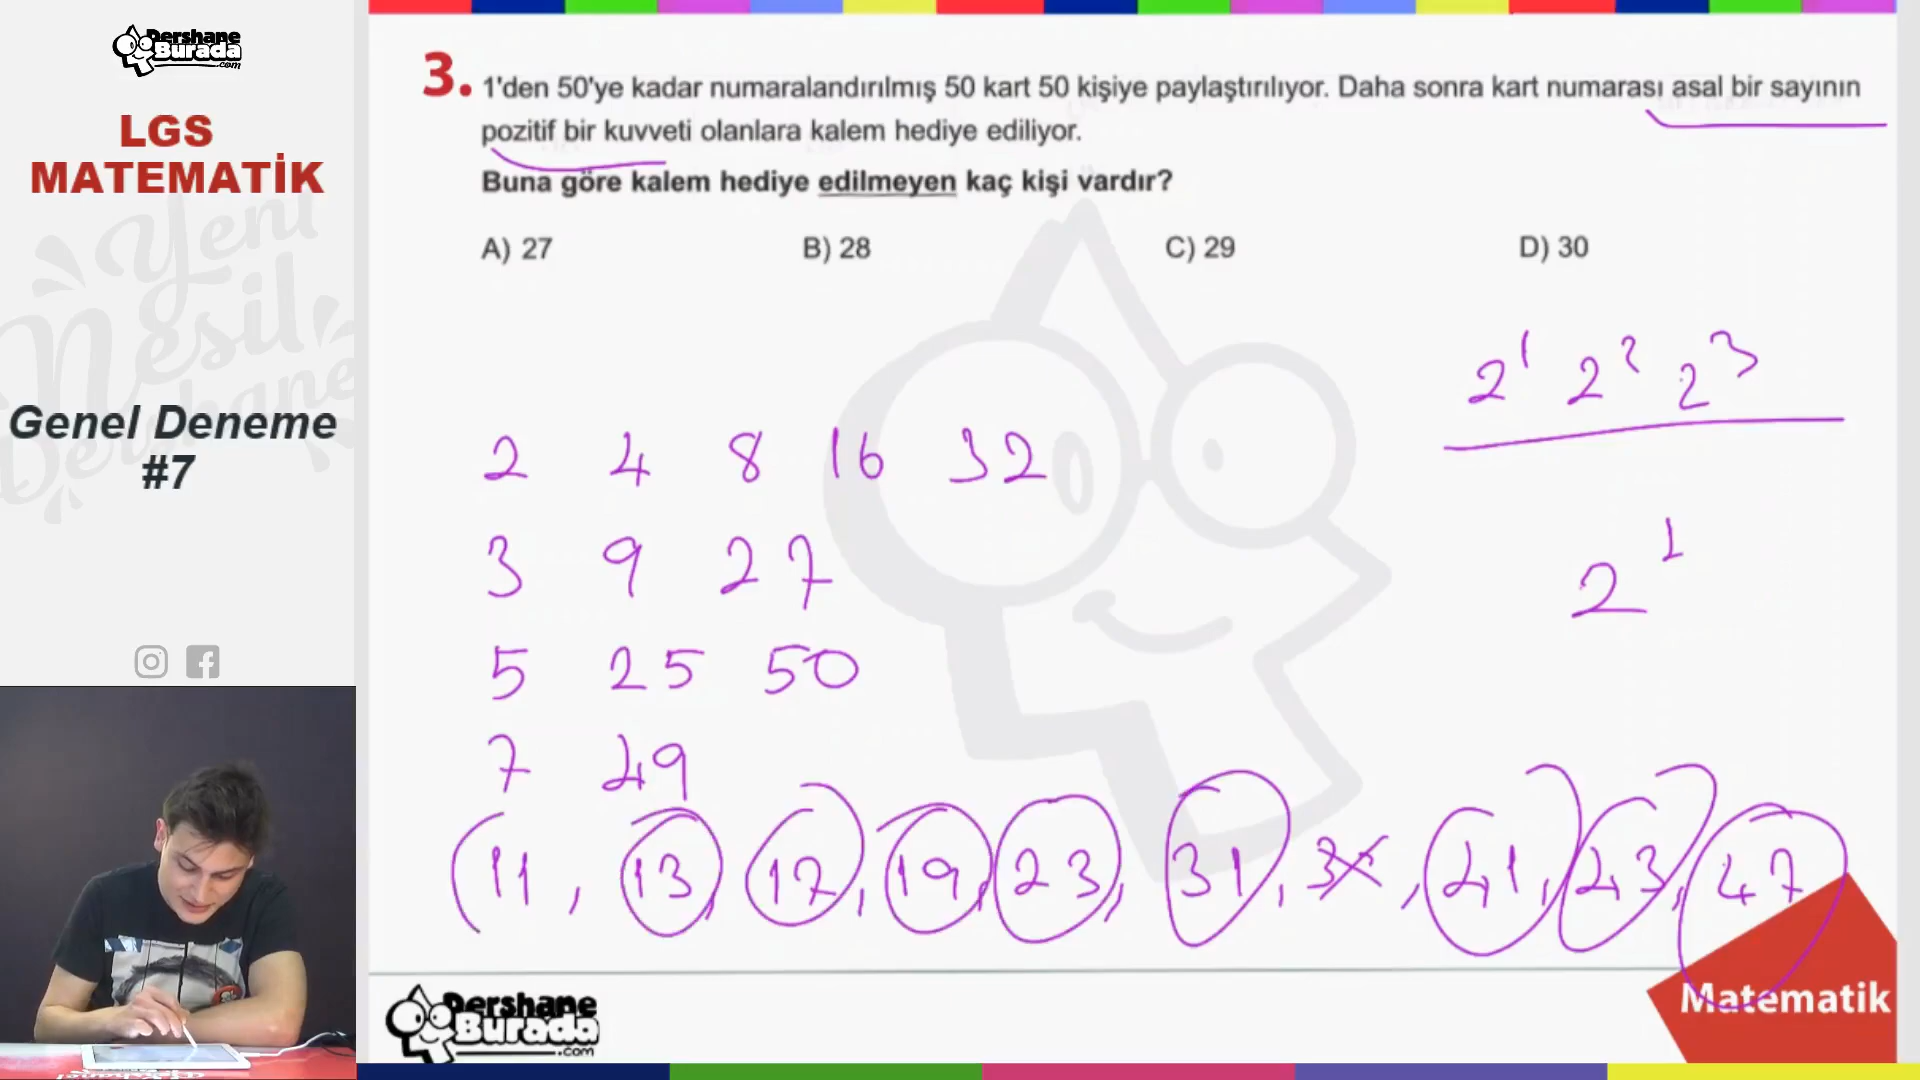 Dershane
Burada
.com
LGS
MATEMATİK
Yeni
Nesil
Dershane
Genel Deneme
#7
3. 1'den 50'ye kadar numaralandırılmış 50 kart 50 kişiye paylaştırılıyor. Daha sonra kart numarası asal bir sayının
pozitif bir kuvveti olanlara kalem hediye ediliyor.
Buna göre kalem hediye edilmeyen kaç kişi vardır?
A) 27 B) 28 C) 29 D) 30
2¹ 2² 2³
2 4 8 16 32
3 9 27
2¹
5 25 50
7 49
11, 13, 17, 19, 23, 31, , 41, 43, 47
Dershane
Burada
.com
Matematik